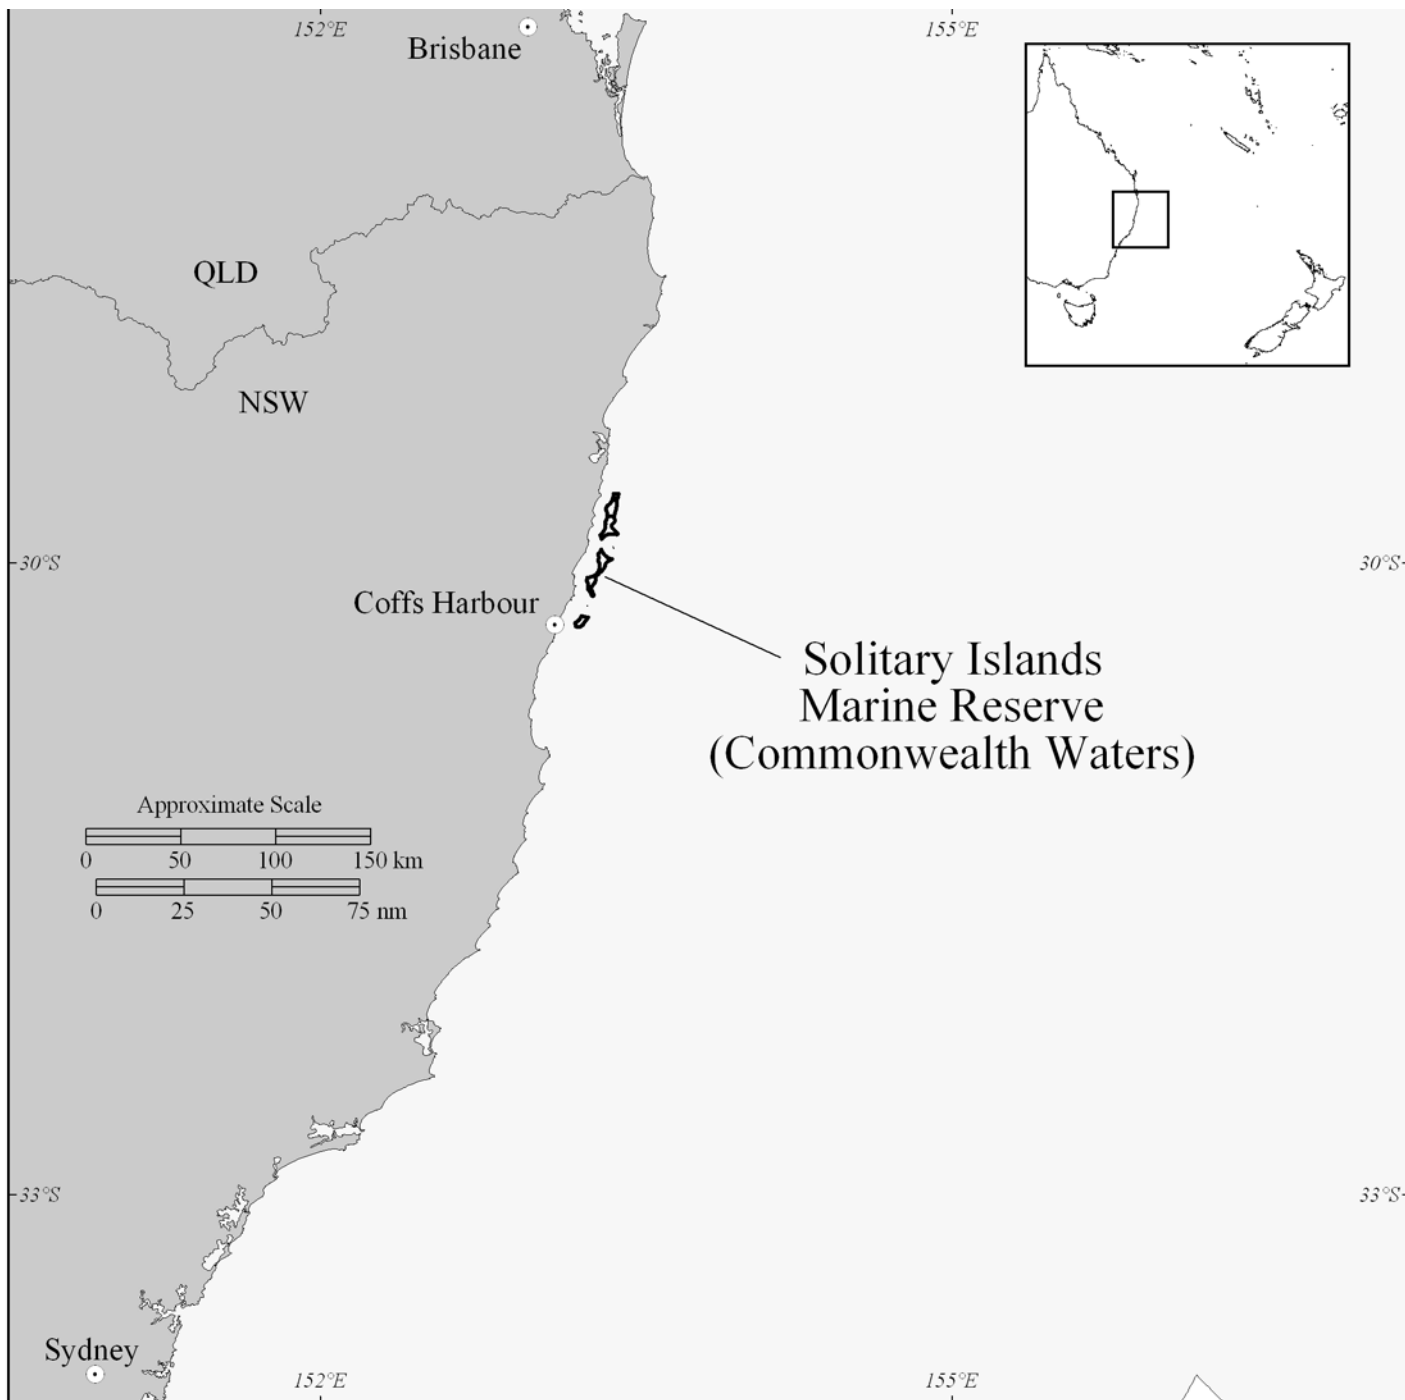 152°E
155°E
Brisbane
QLD
NSW
30°S
30°S
Coffs Harbour
Solitary Islands
Marine Reserve
(Commonwealth Waters)
Approximate Scale
0 50 100 150 km
0 25 50 75 nm
33°S
33°S
Sydney
152°E
155°E